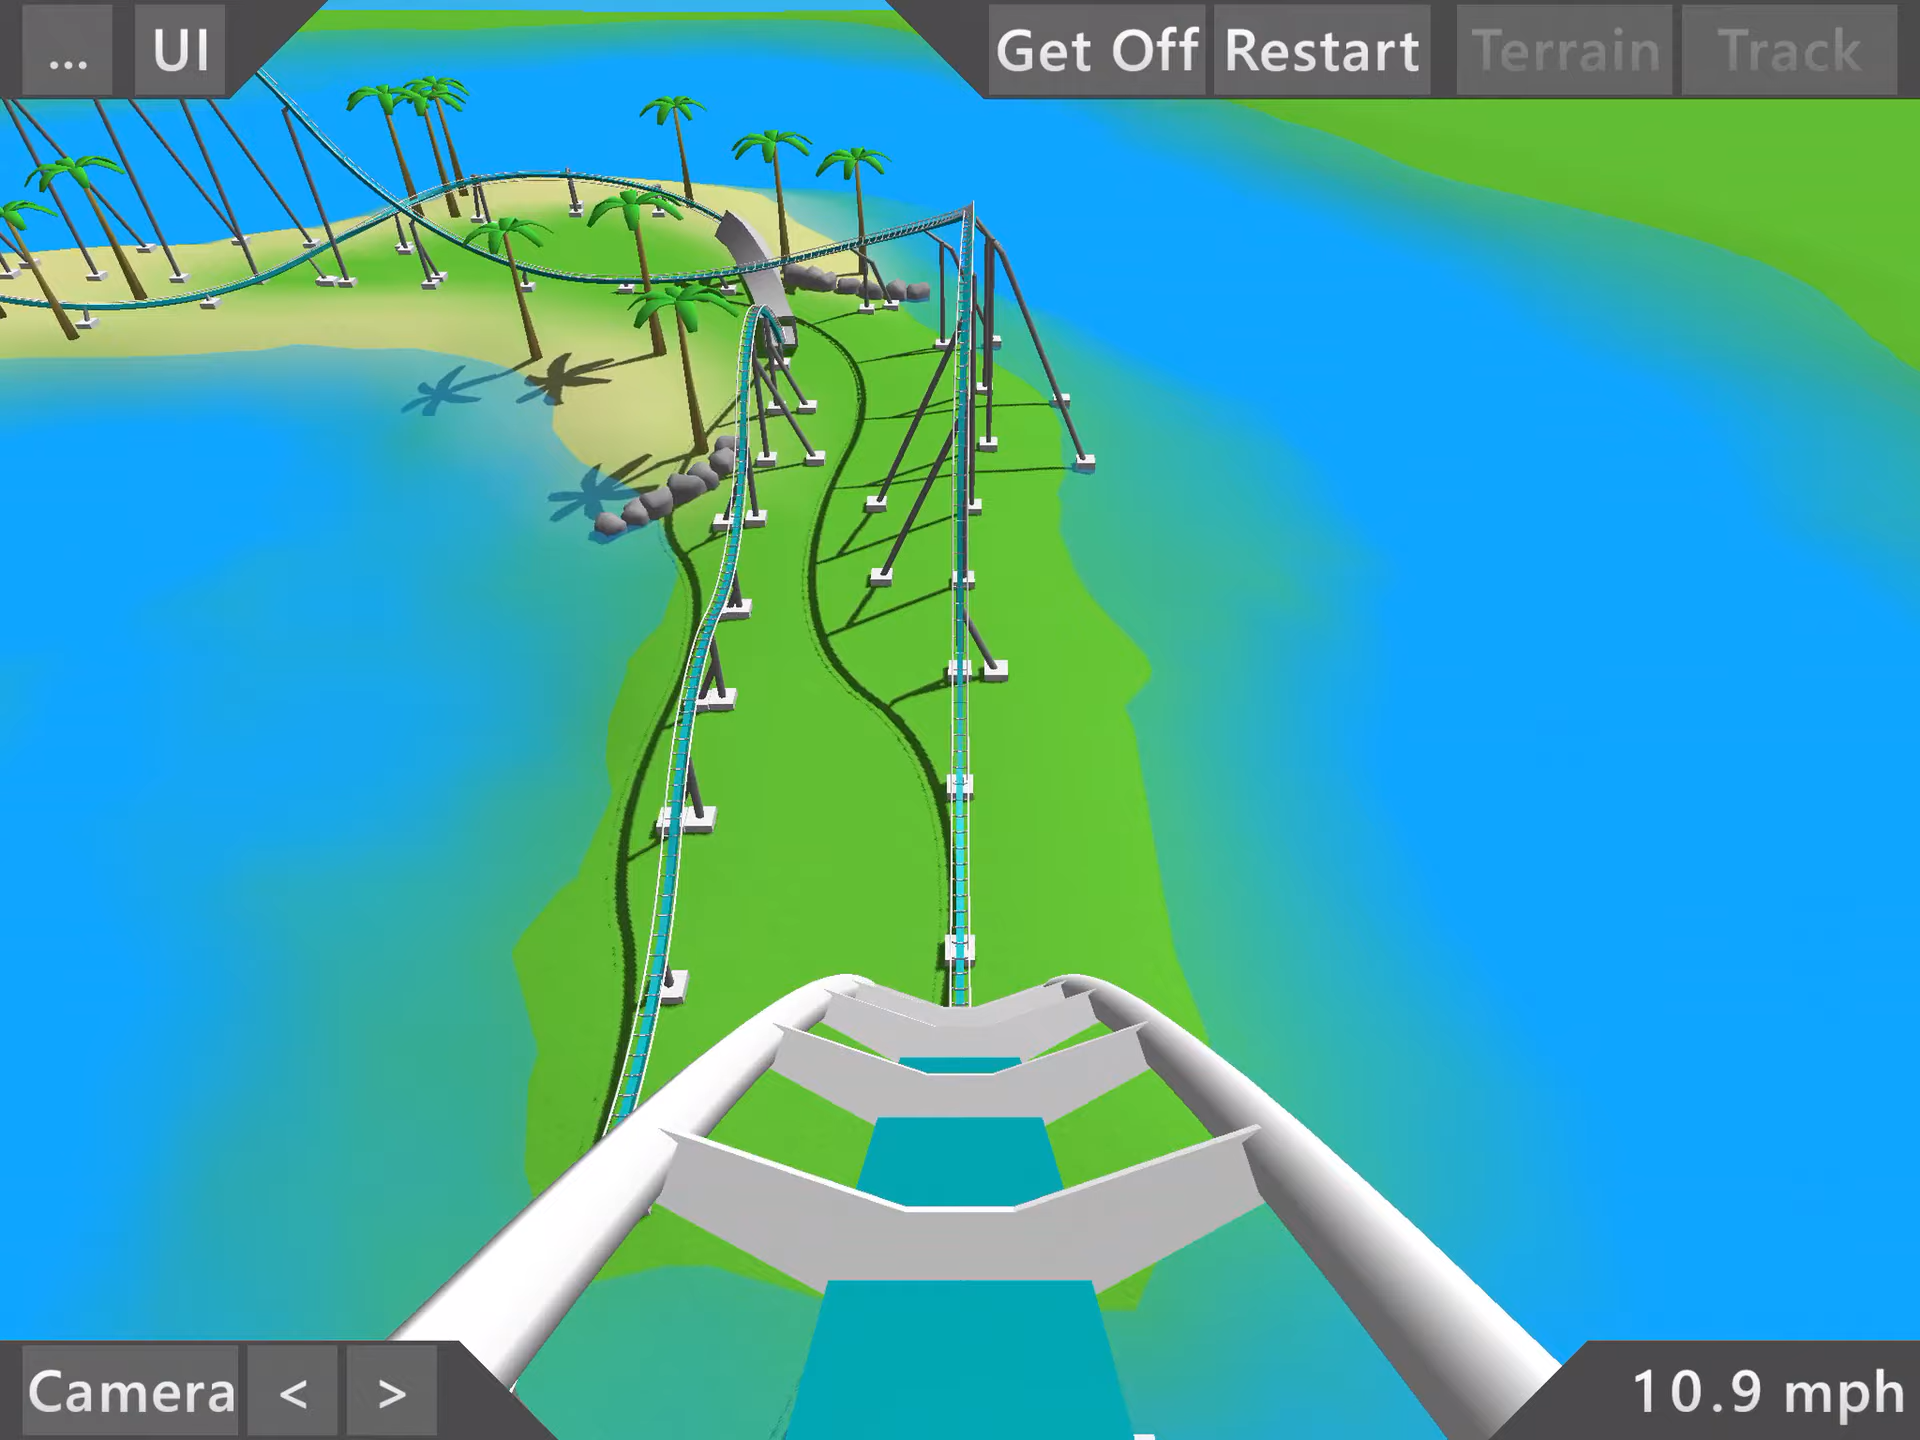 ...
UI
Get Off
Restart
Terrain
Track
Camera
<
>
10.9 mph